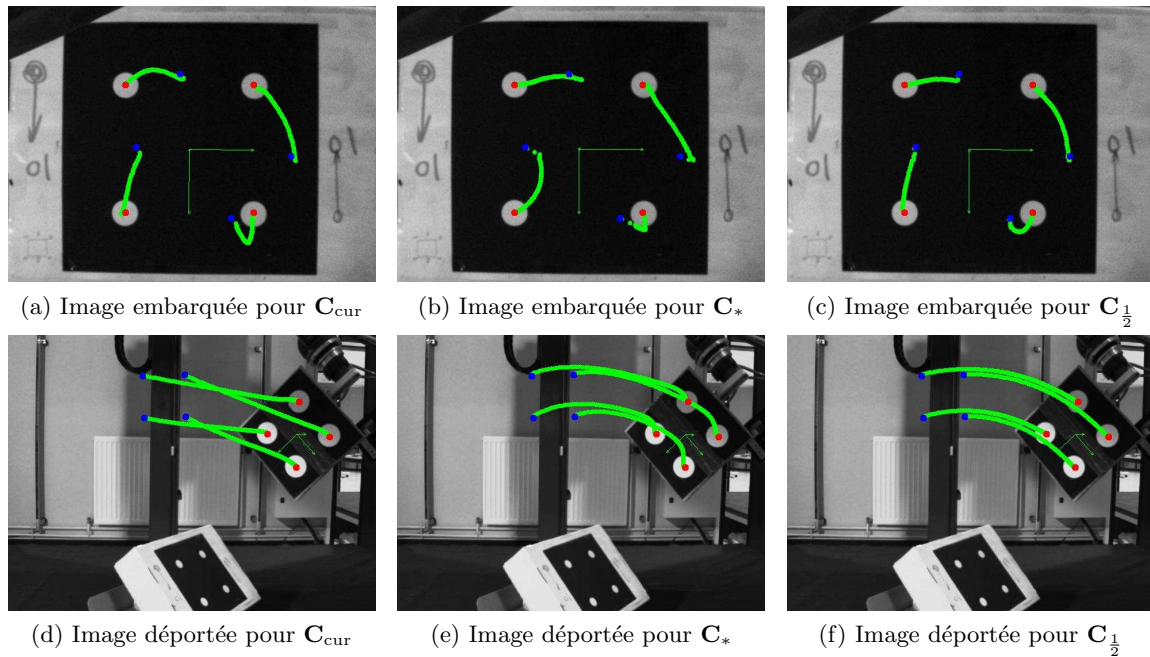 (a) Image embarquée pour C_cur
(b) Image embarquée pour C_*
(c) Image embarquée pour C_½
(d) Image déportée pour C_cur
(e) Image déportée pour C_*
(f) Image déportée pour C_½